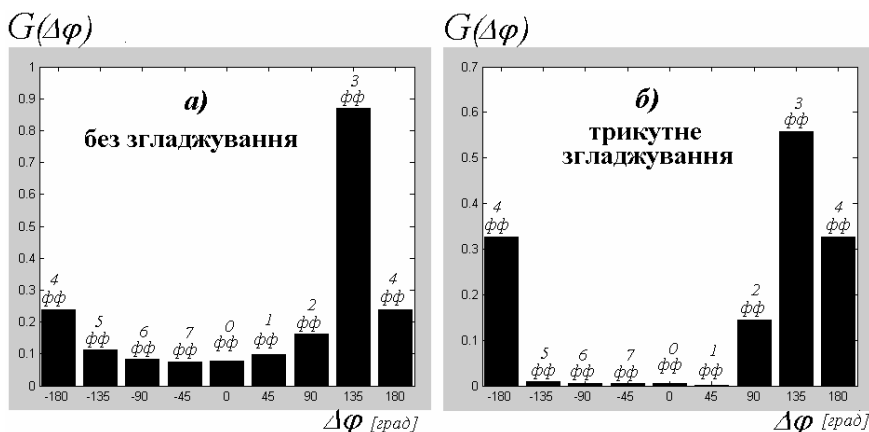 G(Δφ)
1
0.9
0.8
0.7
0.6
0.5
0.4
0.3
0.2
0.1
0
а)
без згладжування
4
фф
5
фф
6
фф
7
фф
0
фф
1
фф
2
фф
3
фф
4
фф
-180 -135 -90 -45 0 45 90 135 180
Δφ [град]
G(Δφ)
0.7
0.6
0.5
0.4
0.3
0.2
0.1
0
б)
трикутне
згладжування
4
фф
5
фф
6
фф
7
фф
0
фф
1
фф
2
фф
3
фф
4
фф
-180 -135 -90 -45 0 45 90 135 180
Δφ [град]